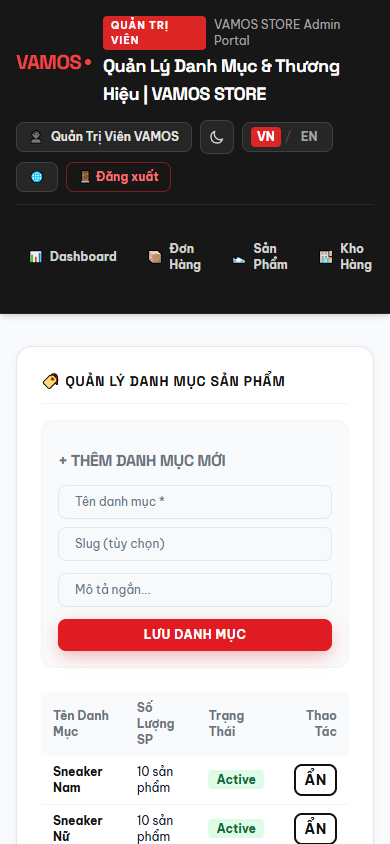 VAMOS
QUẢN TRỊ
VIÊN
VAMOS STORE Admin
Portal
Quản Lý Danh Mục & Thương
Hiệu | VAMOS STORE
Quản Trị Viên VAMOS
VN / EN
Đăng xuất
Dashboard
Đơn
Hàng
Sản
Phẩm
Kho
Hàng
QUẢN LÝ DANH MỤC SẢN PHẨM
+ THÊM DANH MỤC MỚI
Tên danh mục *
Slug (tùy chọn)
Mô tả ngắn...
LƯU DANH MỤC
Tên Danh
Mục
Số
Lượng
SP
Trạng
Thái
Thao
Tác
Sneaker
Nam
10 sản
phẩm
Active
ẨN
Sneaker
Nữ
10 sản
phẩm
Active
ẨN